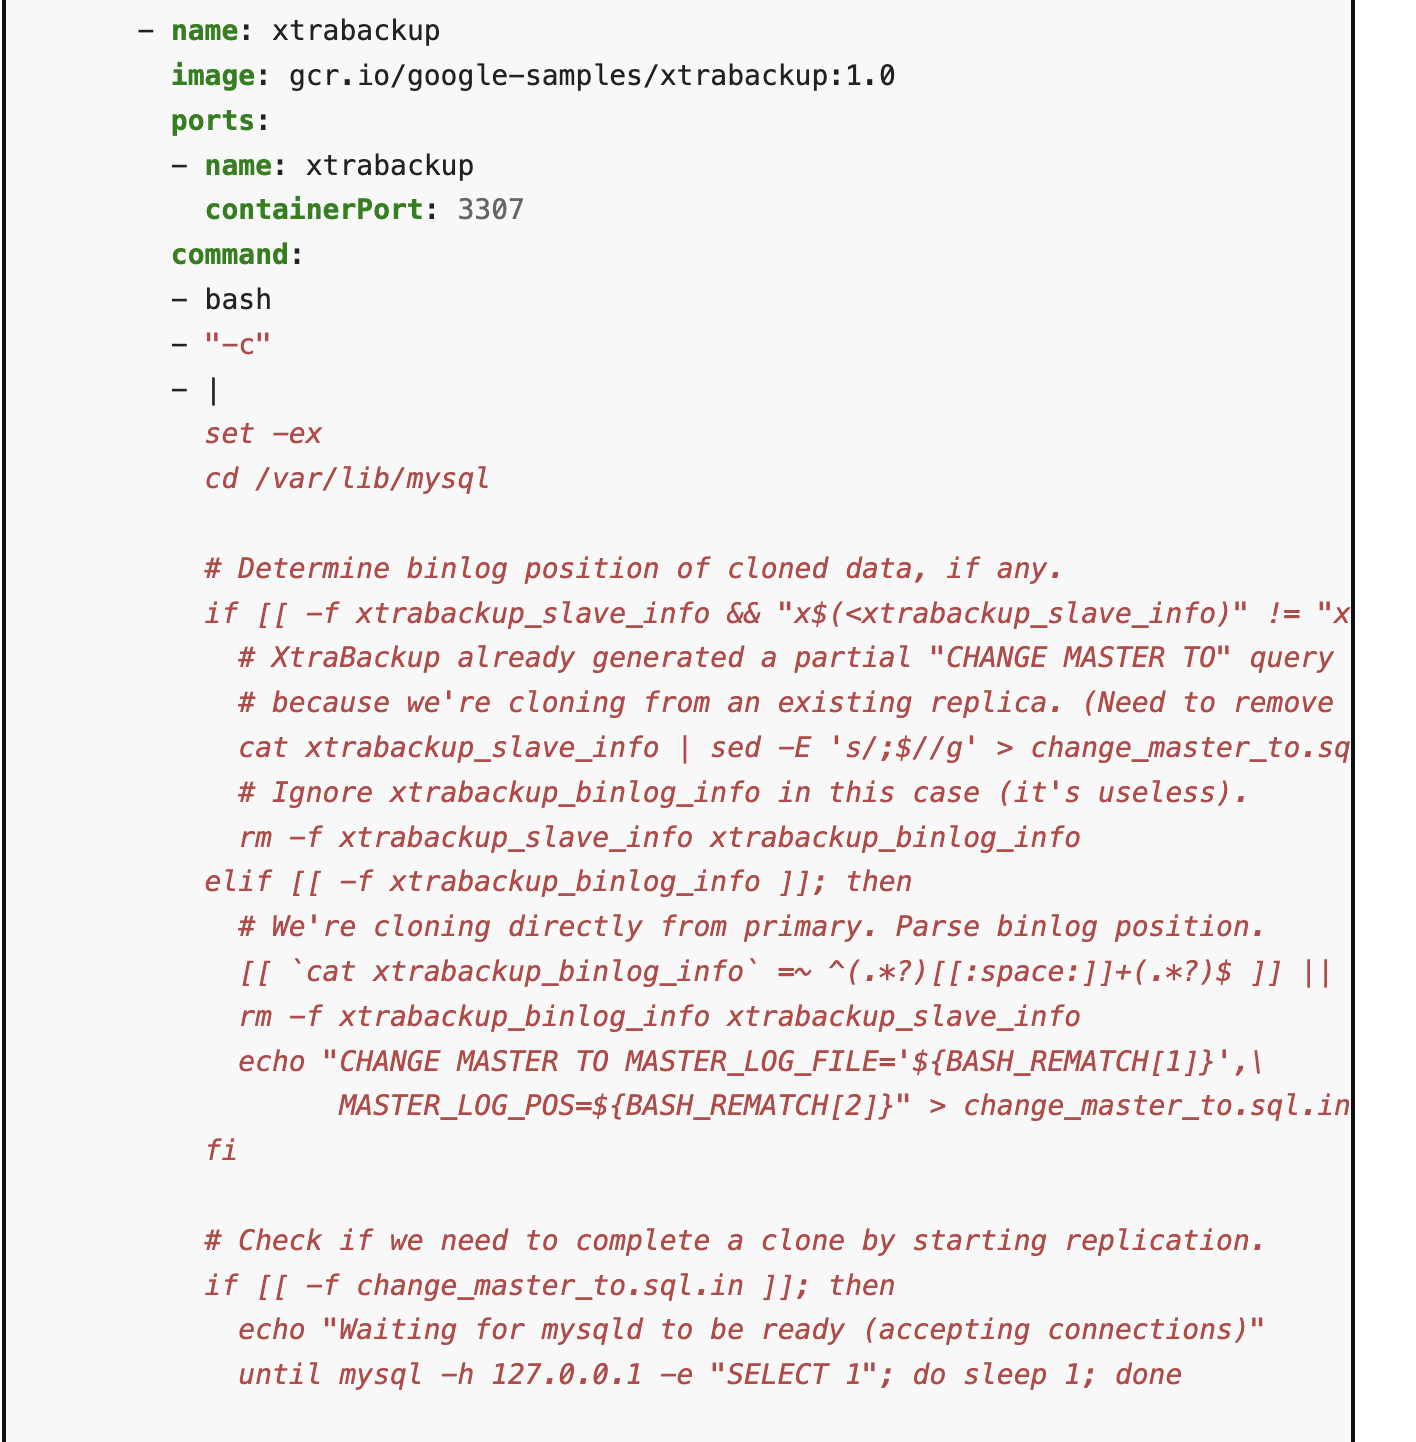 - name: xtrabackup
  image: gcr.io/google-samples/xtrabackup:1.0
  ports:
  - name: xtrabackup
    containerPort: 3307
  command:
  - bash
  - "-c"
  - |
    set -ex
    cd /var/lib/mysql

    # Determine binlog position of cloned data, if any.
    if [[ -f xtrabackup_slave_info && "x$(<xtrabackup_slave_info)" != "x
      # XtraBackup already generated a partial "CHANGE MASTER TO" query
      # because we're cloning from an existing replica. (Need to remove
      cat xtrabackup_slave_info | sed -E 's/;$//g' > change_master_to.sq
      # Ignore xtrabackup_binlog_info in this case (it's useless).
      rm -f xtrabackup_slave_info xtrabackup_binlog_info
    elif [[ -f xtrabackup_binlog_info ]]; then
      # We're cloning directly from primary. Parse binlog position.
      [[ `cat xtrabackup_binlog_info` =~ ^(.*?)[[:space:]]+(.*?)$ ]] ||
      rm -f xtrabackup_binlog_info xtrabackup_slave_info
      echo "CHANGE MASTER TO MASTER_LOG_FILE='${BASH_REMATCH[1]}',\
            MASTER_LOG_POS=${BASH_REMATCH[2]}" > change_master_to.sql.in
    fi

    # Check if we need to complete a clone by starting replication.
    if [[ -f change_master_to.sql.in ]]; then
      echo "Waiting for mysqld to be ready (accepting connections)"
      until mysql -h 127.0.0.1 -e "SELECT 1"; do sleep 1; done